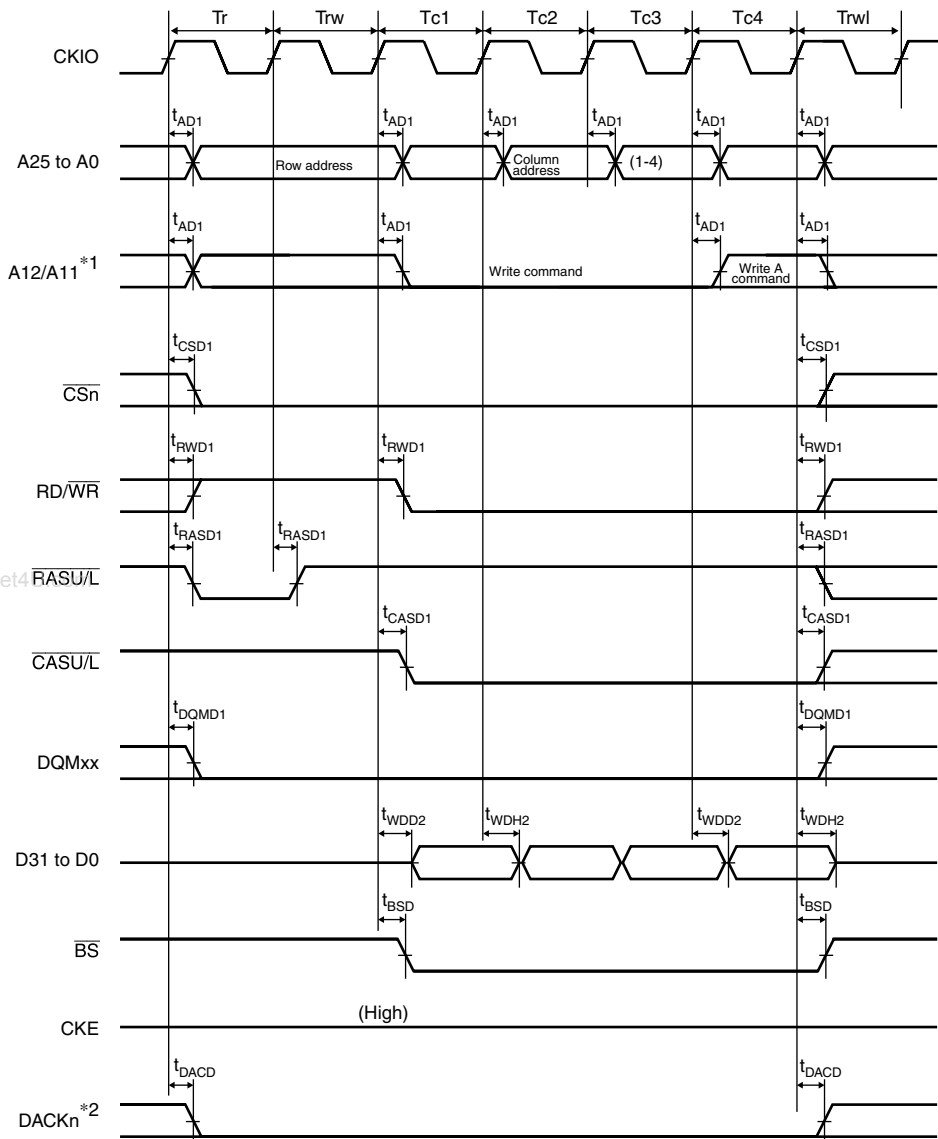 Tr Trw Tc1 Tc2 Tc3 Tc4 Trwl
CKIO
tAD1 tAD1 tAD1 tAD1 tAD1 tAD1
A25 to A0 Row address Column address (1-4)
tAD1 tAD1 tAD1 tAD1
A12/A11*1 Write command Write A command
tCSD1 tCSD1
CSn
tRWD1 tRWD1 tRWD1
RD/WR
tRASD1 tRASD1 tRASD1
RASU/L
tCASD1 tCASD1
CASU/L
tDQMD1 tDQMD1
DQMxx
tWDD2 tWDH2 tWDD2 tWDH2
D31 to D0
tBSD tBSD
BS
(High)
CKE
tDACD tDACD
DACKn*2